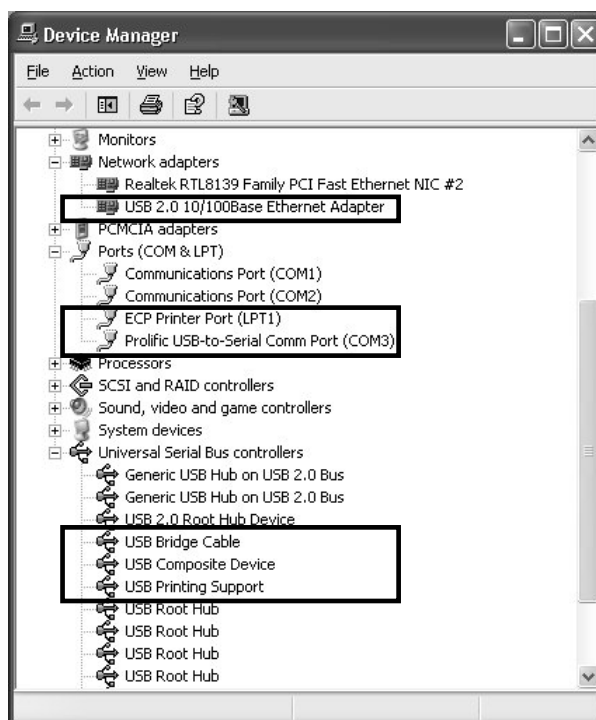 Device Manager
File Action View Help
Monitors
Network adapters
Realtek RTL8139 Family PCI Fast Ethernet NIC #2
USB 2.0 10/100Base Ethernet Adapter
PCMCIA adapters
Ports (COM & LPT)
Communications Port (COM1)
Communications Port (COM2)
ECP Printer Port (LPT1)
Prolific USB-to-Serial Comm Port (COM3)
Processors
SCSI and RAID controllers
Sound, video and game controllers
System devices
Universal Serial Bus controllers
Generic USB Hub on USB 2.0 Bus
Generic USB Hub on USB 2.0 Bus
USB 2.0 Root Hub Device
USB Bridge Cable
USB Composite Device
USB Printing Support
USB Root Hub
USB Root Hub
USB Root Hub
USB Root Hub